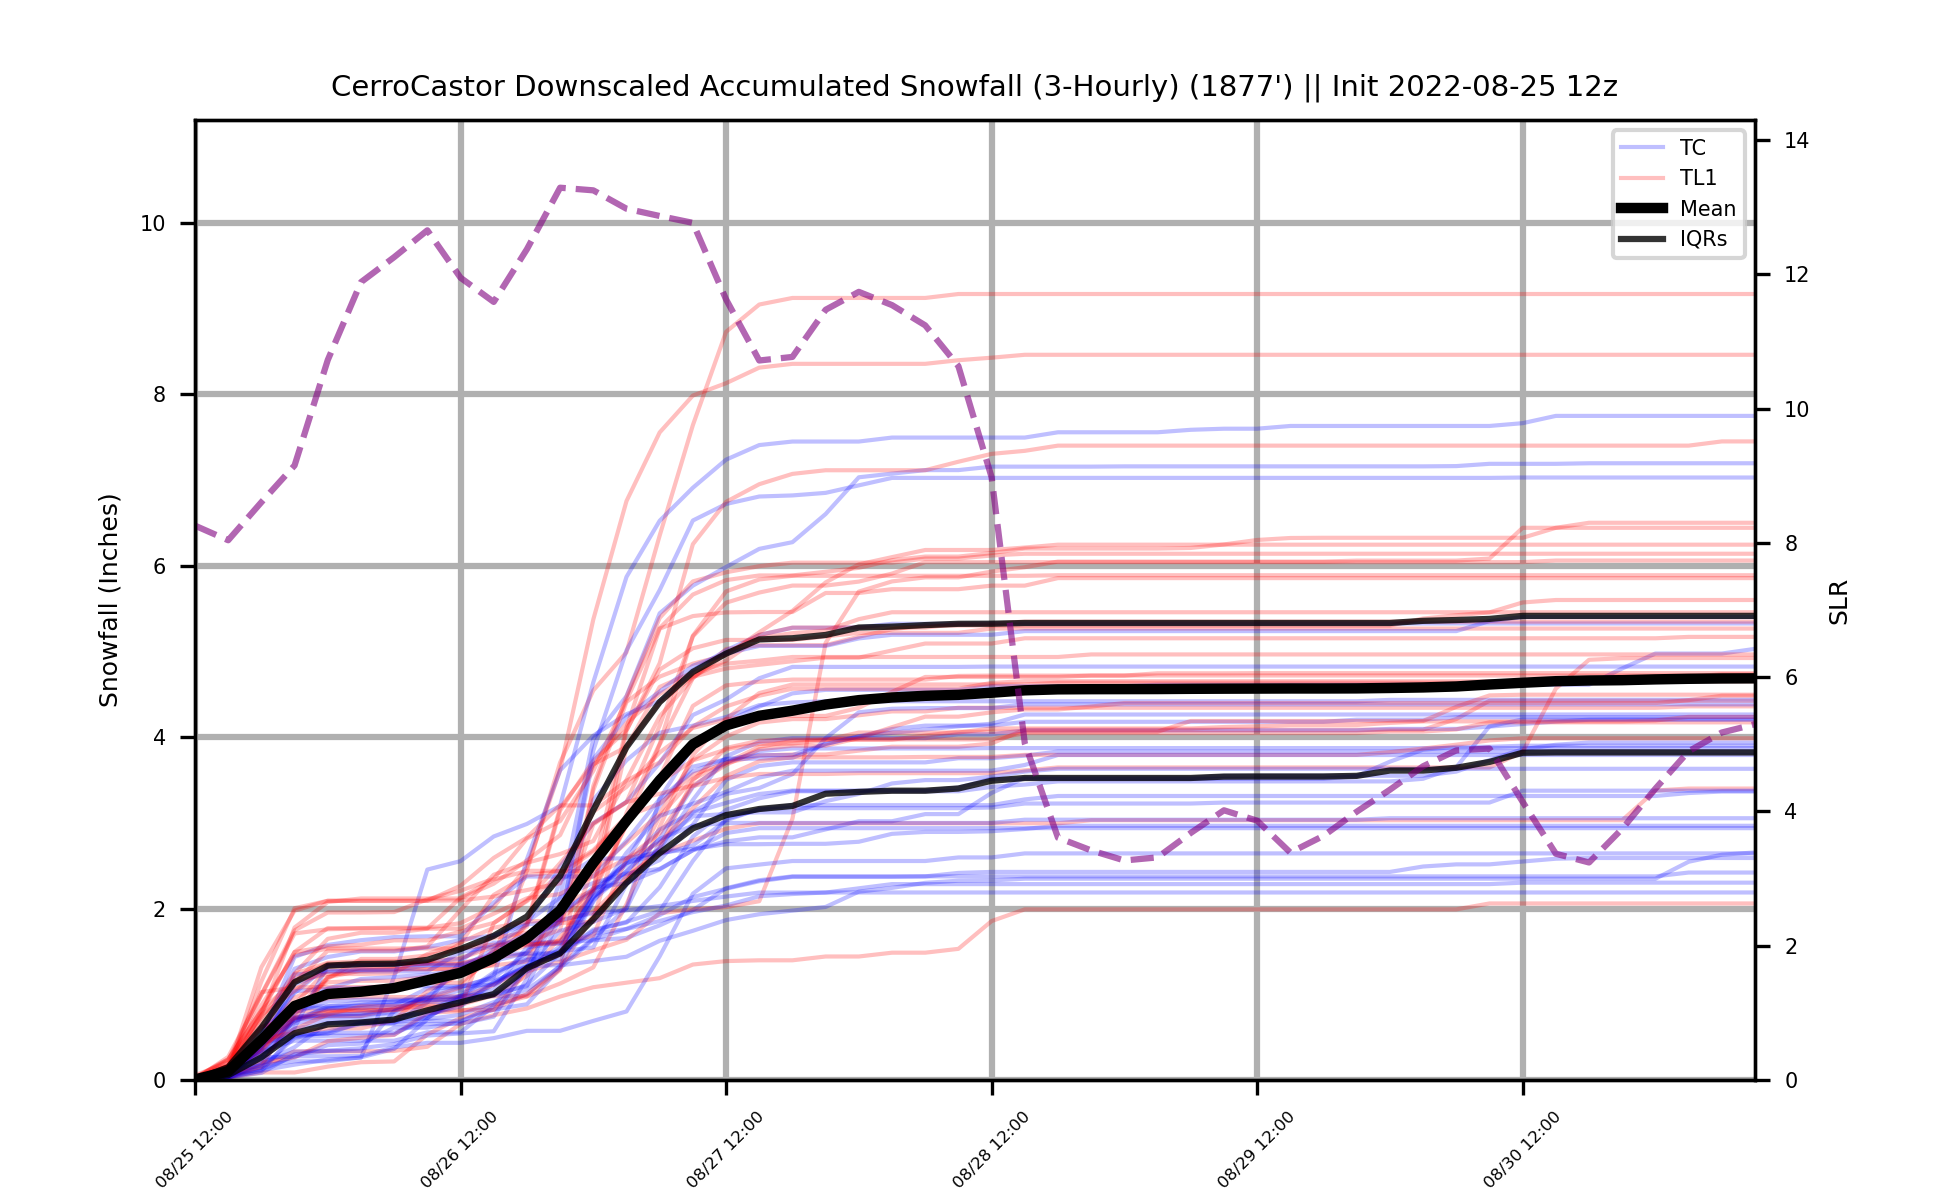 CerroCastor Downscaled Accumulated Snowfall (3-Hourly) (1877') || Init 2022-08-25 12z
TC
TL1
Mean
IQRs
Snowfall (Inches)
10
8
6
4
2
0
SLR
14
12
10
8
6
4
2
0
08/25 12:00
08/26 12:00
08/27 12:00
08/28 12:00
08/29 12:00
08/30 12:00